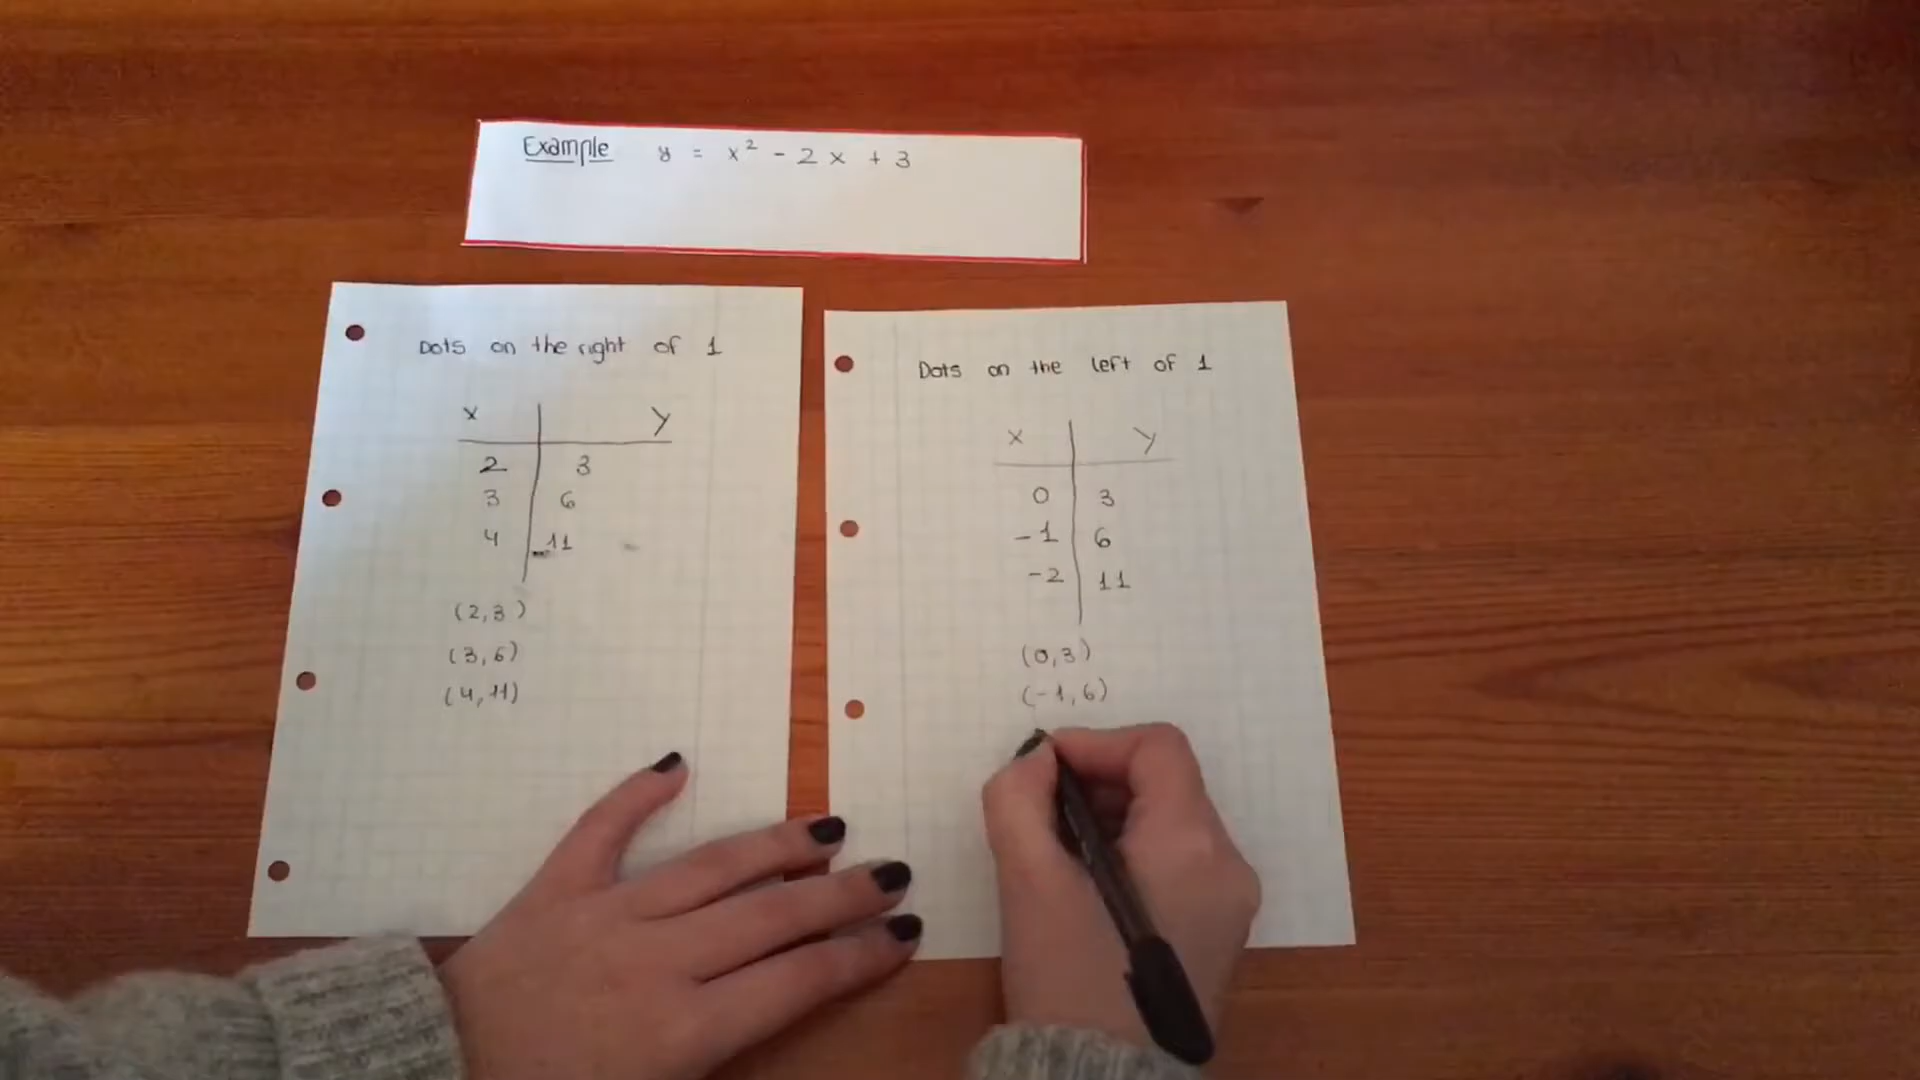 Example y = x² - 2x + 3
Dots on the right of 1
x y
2 3
3 6
4 11
(2,3)
(3,6)
(4,11)
Dots on the left of 1
x y
0 3
-1 6
-2 11
(0,3)
(-1,6)